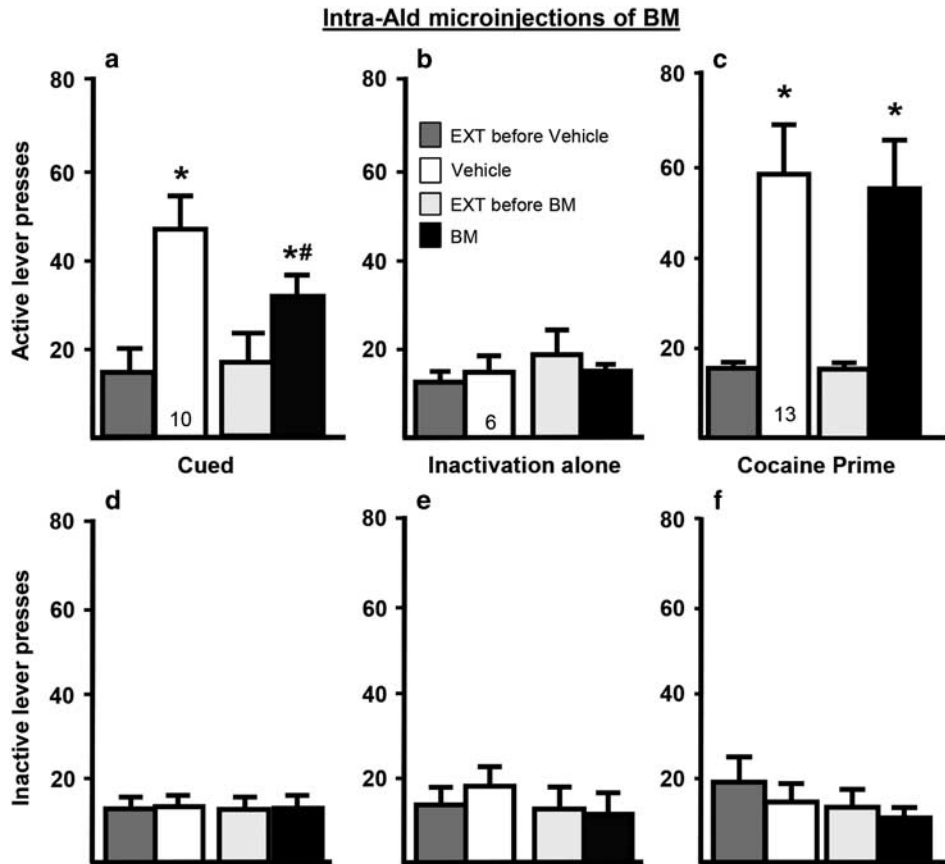 Intra-AId microinjections of BM
a
b
c
80
60
40
20
Active lever presses
*
*#
10
Cued
80
60
40
20
EXT before Vehicle
Vehicle
EXT before BM
BM
6
Inactivation alone
80
60
40
20
*
*
13
Cocaine Prime
d
e
f
80
60
40
20
Inactive lever presses
80
60
40
20
80
60
40
20